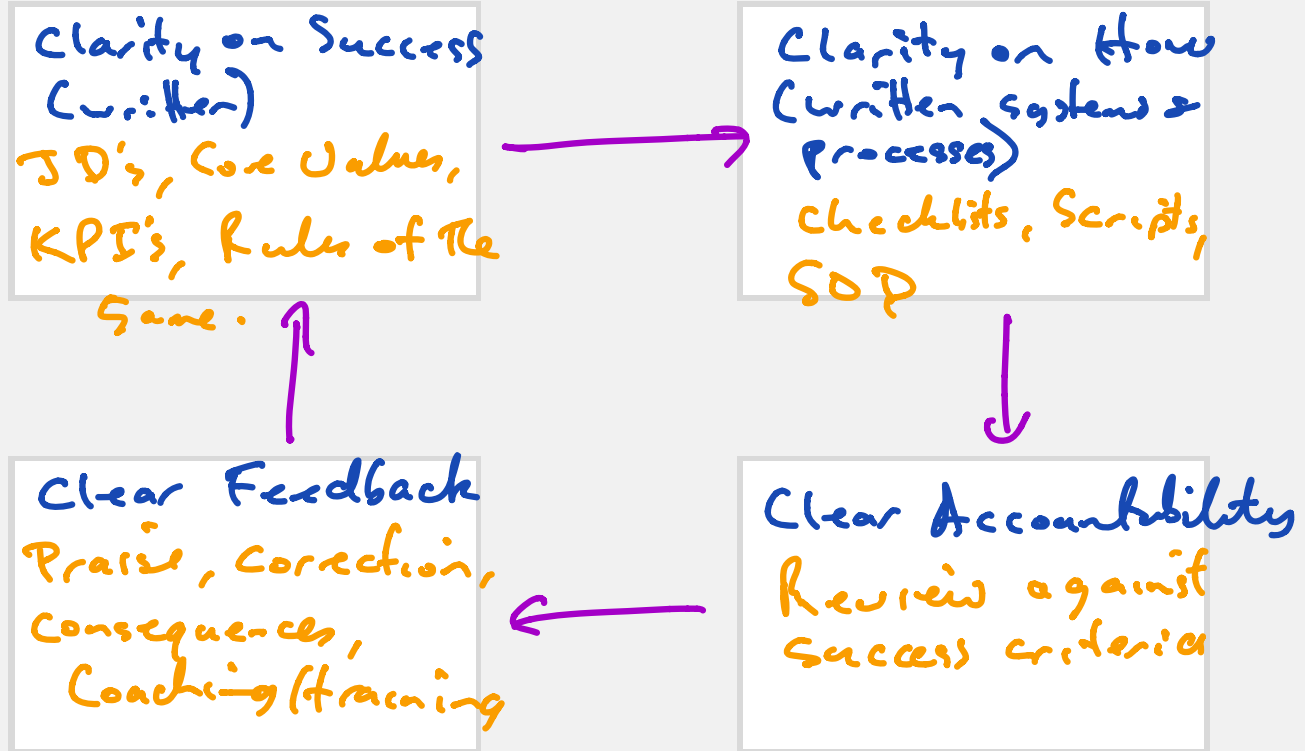 Clarity on Success
(written)
JD's, Core Values,
KPI's, Rules of The
Game.
Clarity on How
(written systems &
processes)
checklists, Scripts,
SOP
Clear Feedback
Praise, correction,
consequences,
Coaching/training
Clear Accountability
Review against
success criteria